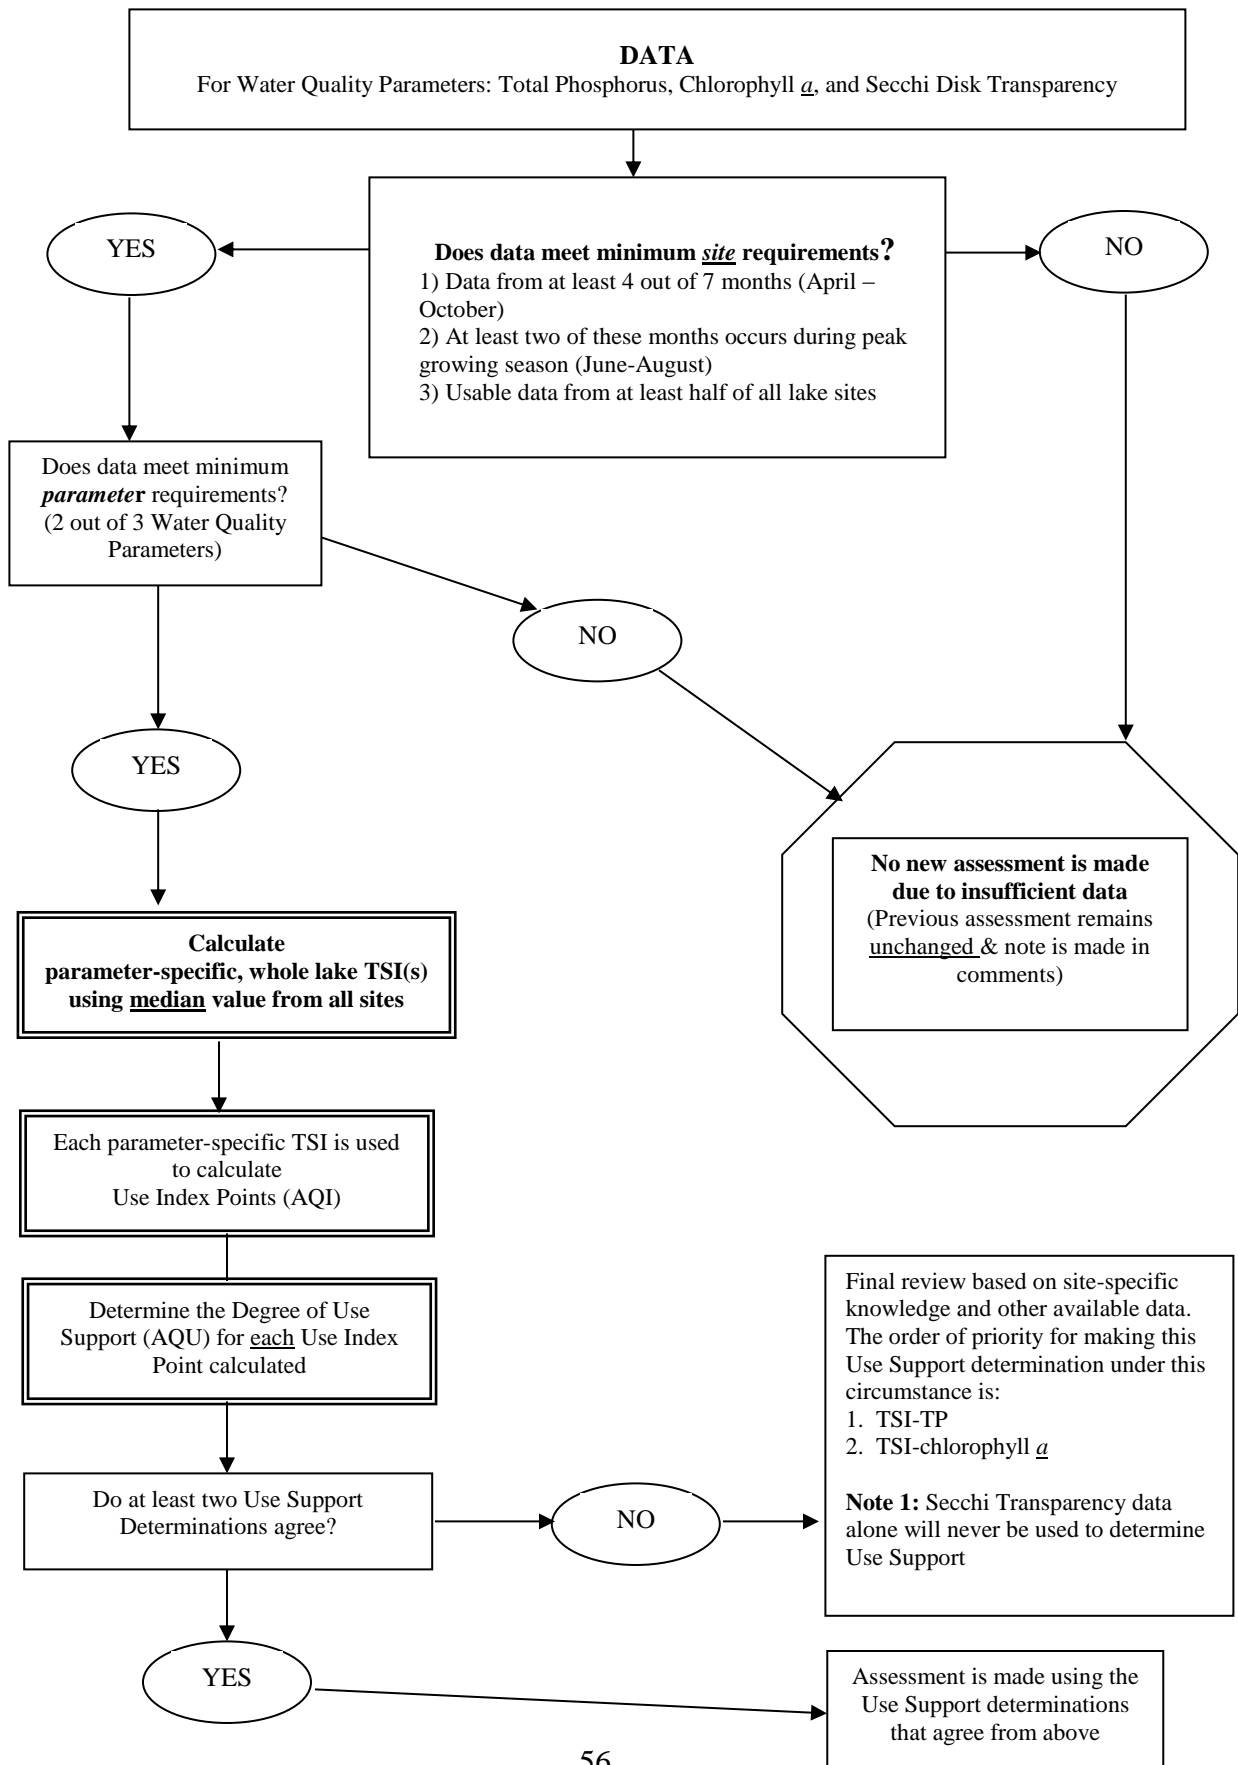 DATA
For Water Quality Parameters: Total Phosphorus, Chlorophyll a, and Secchi Disk Transparency
YES
Does data meet minimum site requirements?
1) Data from at least 4 out of 7 months (April –
October)
2) At least two of these months occurs during peak
growing season (June-August)
3) Usable data from at least half of all lake sites
NO
Does data meet minimum
parameter requirements?
(2 out of 3 Water Quality
Parameters)
NO
YES
No new assessment is made
due to insufficient data
(Previous assessment remains
unchanged & note is made in
comments)
Calculate
parameter-specific, whole lake TSI(s)
using median value from all sites
Each parameter-specific TSI is used
to calculate
Use Index Points (AQI)
Determine the Degree of Use
Support (AQU) for each Use Index
Point calculated
Final review based on site-specific
knowledge and other available data.
The order of priority for making this
Use Support determination under this
circumstance is:
1. TSI-TP
2. TSI-chlorophyll a
Note 1: Secchi Transparency data
alone will never be used to determine
Use Support
Do at least two Use Support
Determinations agree?
NO
YES
Assessment is made using the
Use Support determinations
that agree from above
56